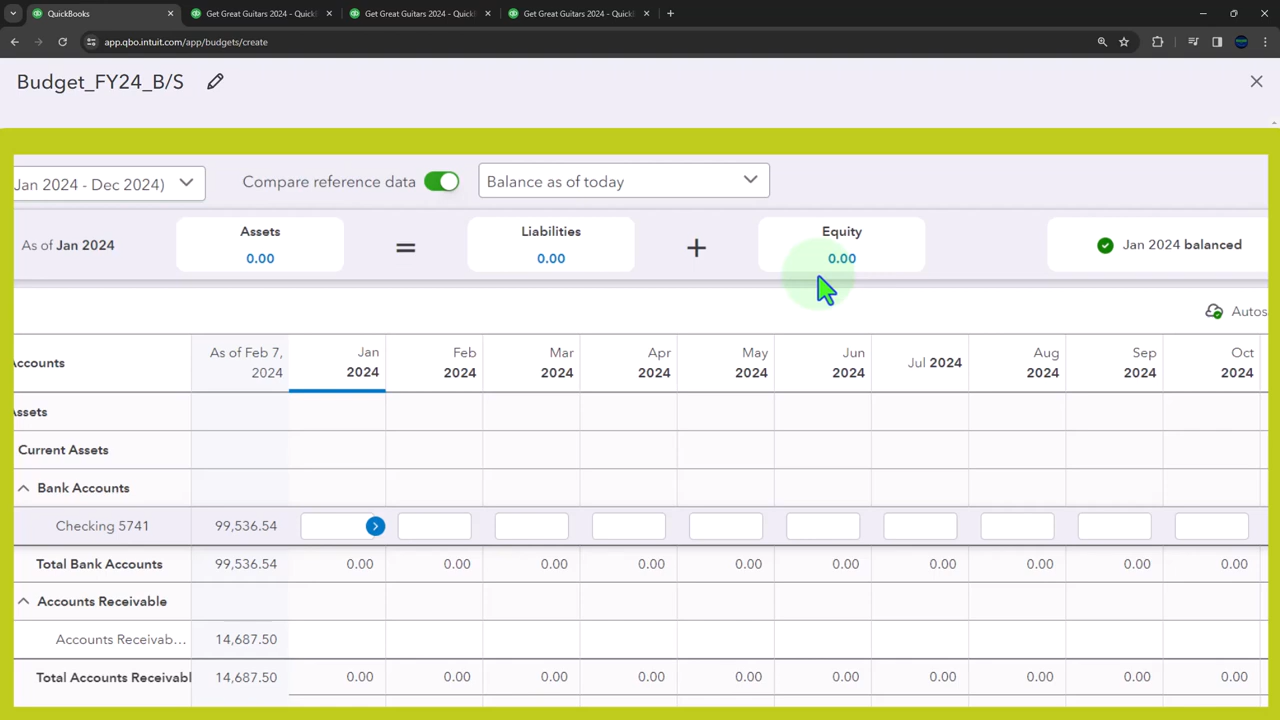 QuickBooks
Get Great Guitars 2024 - QuickB
Get Great Guitars 2024 - QuickB
Get Great Guitars 2024 - QuickB
app.qbo.intuit.com/app/budgets/create
Budget_FY24_B/S
Jan 2024 - Dec 2024)
Compare reference data
Balance as of today
As of Jan 2024
Assets
0.00
=
Liabilities
0.00
+
Equity
0.00
Jan 2024 balanced
Autos
ccounts
As of Feb 7, 2024
Jan 2024
Feb 2024
Mar 2024
Apr 2024
May 2024
Jun 2024
Jul 2024
Aug 2024
Sep 2024
Oct 2024
ssets
Current Assets
Bank Accounts
Checking 5741 99,536.54
Total Bank Accounts 99,536.54 0.00 0.00 0.00 0.00 0.00 0.00 0.00 0.00 0.00 0.00
Accounts Receivable
Accounts Receivab... 14,687.50
Total Accounts Receivabl 14,687.50 0.00 0.00 0.00 0.00 0.00 0.00 0.00 0.00 0.00 0.00